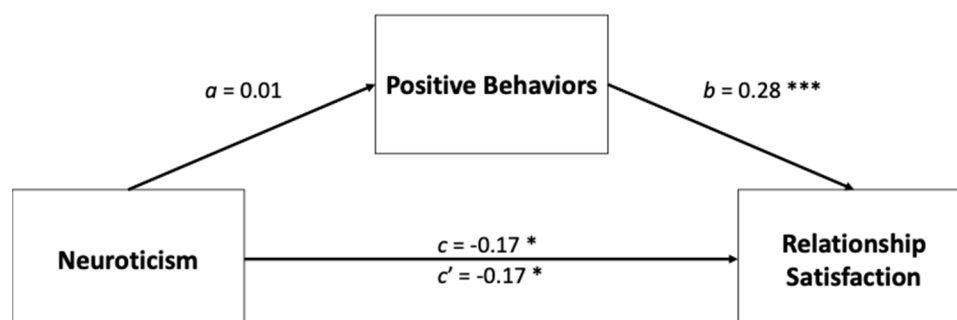 Positive Behaviors
a = 0.01
b = 0.28 ***
Neuroticism
c = -0.17 *
c′ = -0.17 *
Relationship
Satisfaction